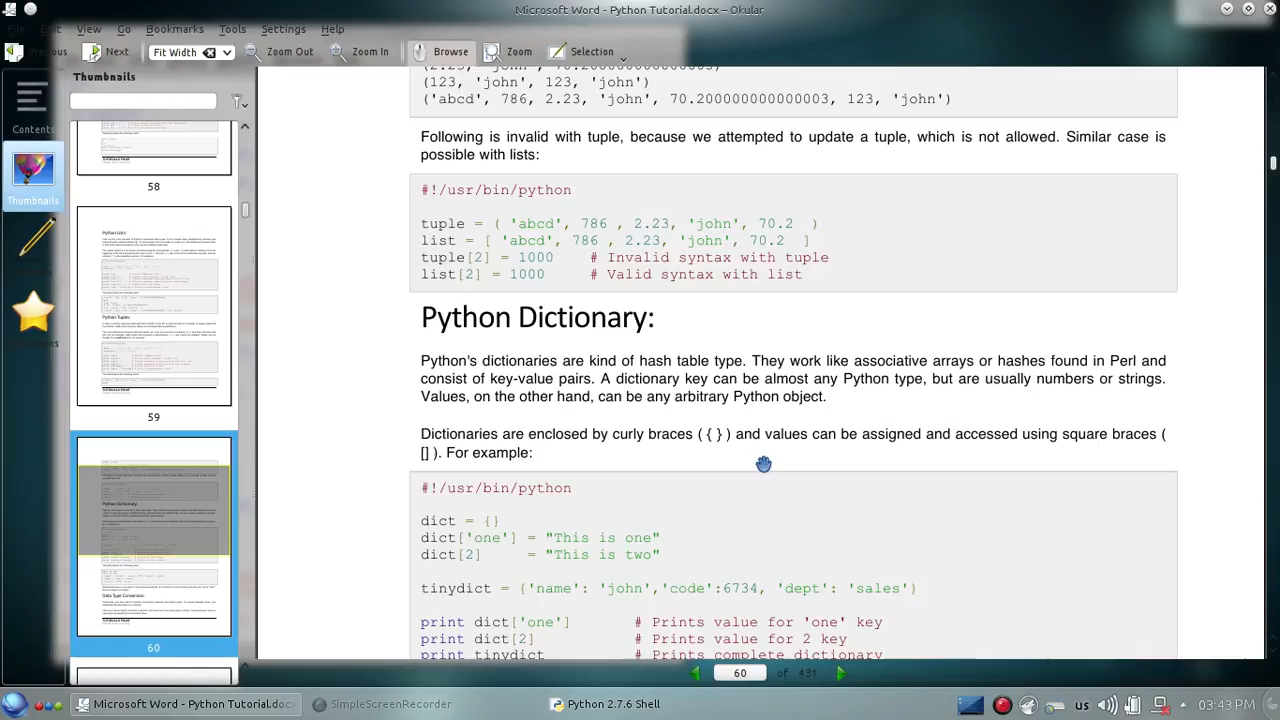 Microsoft Word - Python Tutorial.docx – Okular
File Edit View Go Bookmarks Tools Settings Help
Previous Next Fit Width Zoom Out Zoom In Browse Zoom Selection
Thumbnails
Contents
Thumbnails
58
Python Lists:
Python Tuples:
59
Python Dictionary:
Data Type Conversion:
60
(123, 'john', 123, 'john')
('abcd', 786, 2.23, 'john', 70.200000000000003, 123, 'john')
Following is invalid with tuple, because we attempted to update a tuple, which is not allowed. Similar case is
possible with lists:
#!/usr/bin/python
tuple = ( 'abcd', 786 , 2.23, 'john', 70.2
list = 'abcd', 786 , 2.23, 'john', 70.2
tuple[2] = 1000 # Invalid syntax with tuple
list[2] = 1000 Valid syntax with list
Python Dictionary:
Python's dictionaries are kind of hash table type. They work like associative arrays or hashes found in Perl and
consist of key-value pairs. A dictionary key can be almost any Python type, but are usually numbers or strings.
Values, on the other hand, can be any arbitrary Python object.
Dictionaries are enclosed by curly braces ( { } ) and values can be assigned and accessed using square braces (
[] ). For example:
#!/usr/bin/python
dict = {}
dict['one'] = "This is one"
"This is two"
'code':6734, 'dept': 'sales'
print dict['one'] # Prints value for 'one' key
print dict[2] # Prints value for 2 key
print tinydict # Prints complete dictionary
60 of 431
Microsoft Word - Python Tutorial.docx
SimpleScreenRecorder
Python 2.7.6 Shell
us
03:43 PM